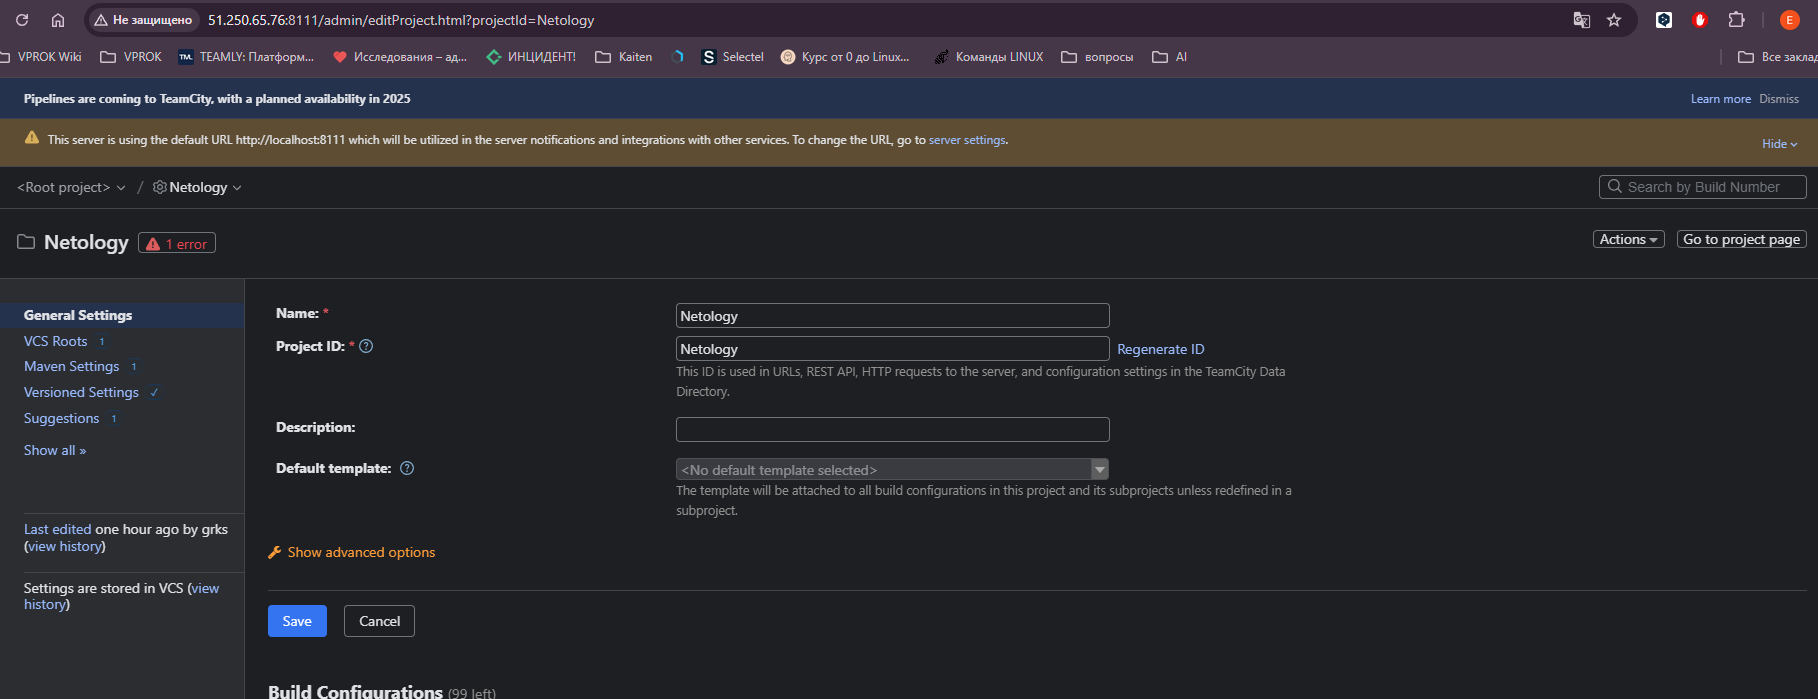 Не защищено 51.250.65.76:8111/admin/editProject.html?projectId=Netology E
VPROK Wiki VPROK TEAMLY: Платформ... Исследования – ад... ИНЦИДЕНТ! Kaiten Selectel Курс от 0 до Linux... Команды LINUX вопросы AI Все заклад
Pipelines are coming to TeamCity, with a planned availability in 2025 Learn more Dismiss
This server is using the default URL http://localhost:8111 which will be utilized in the server notifications and integrations with other services. To change the URL, go to server settings. Hide
<Root project> / Netology Search by Build Number
Netology 1 error Actions Go to project page
General Settings
VCS Roots 1
Maven Settings 1
Versioned Settings ✓
Suggestions 1
Show all »
Last edited one hour ago by grks
(view history)
Settings are stored in VCS (view
history)
Name: * Netology
Project ID: * ? Netology Regenerate ID
This ID is used in URLs, REST API, HTTP requests to the server, and configuration settings in the TeamCity Data
Directory.
Description:
Default template: ? <No default template selected>
The template will be attached to all build configurations in this project and its subprojects unless redefined in a
subproject.
Show advanced options
Save Cancel
Build Configurations (99 left)